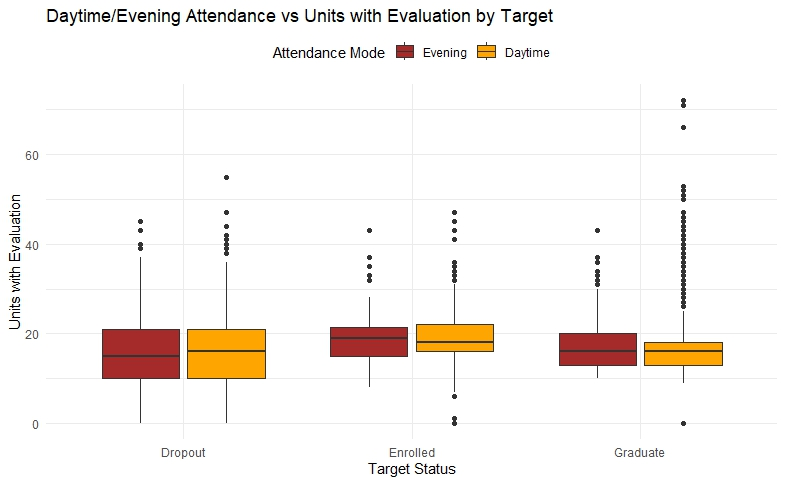 Daytime/Evening Attendance vs Units with Evaluation by Target
Attendance Mode Evening Daytime
Units with Evaluation
60
40
20
0
Dropout Enrolled Graduate
Target Status